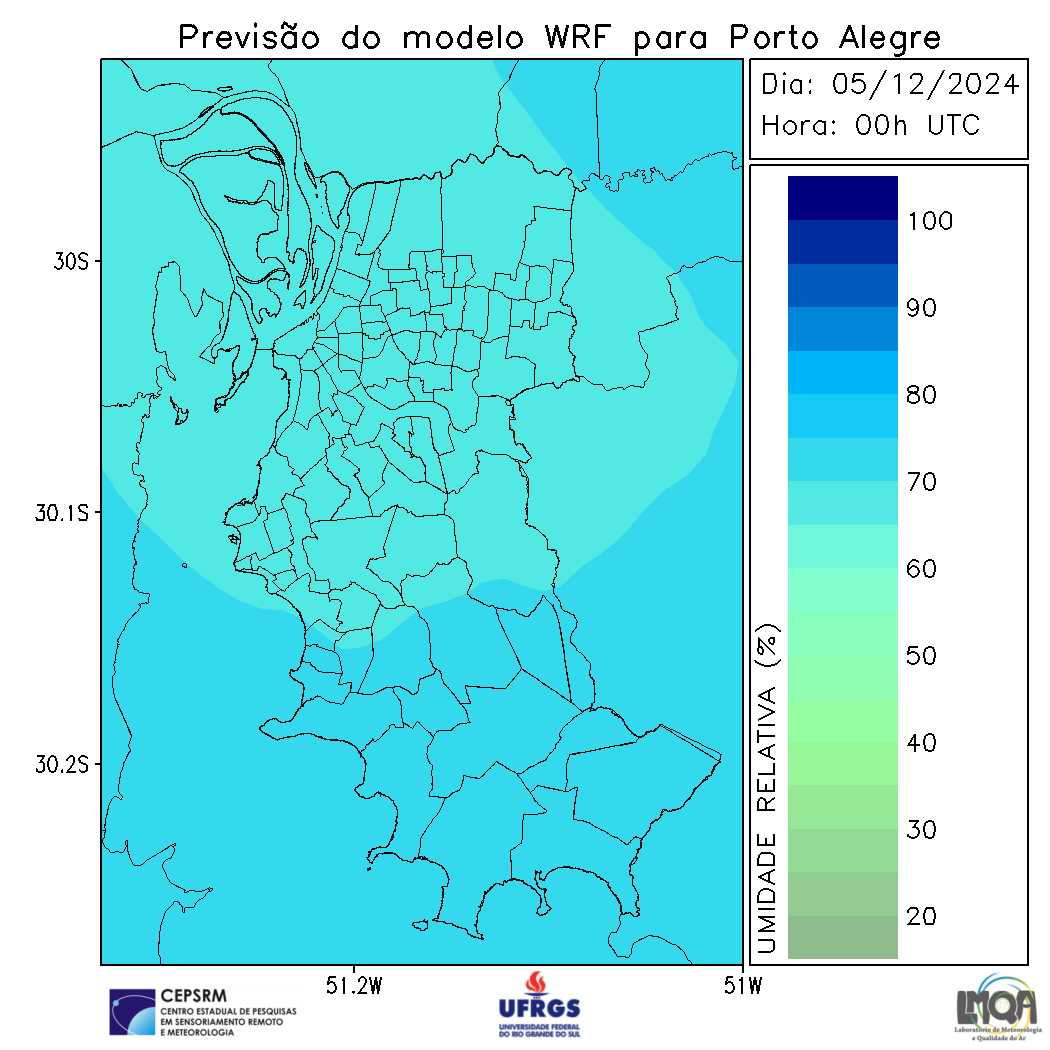 Previsão do modelo WRF para Porto Alegre
Dia: 05/12/2024
Hora: 00h UTC
30S
30.1S
30.2S
51.2W
51W
100
90
80
70
60
50
40
30
20
UMIDADE RELATIVA (%)
CEPSRM
CENTRO ESTADUAL DE PESQUISAS
EM SENSORIAMENTO REMOTO
E METEOROLOGIA
UFRGS
UNIVERSIDADE FEDERAL
DO RIO GRANDE DO SUL
LMQA
Laboratório de Meteorologia
e Qualidade do Ar